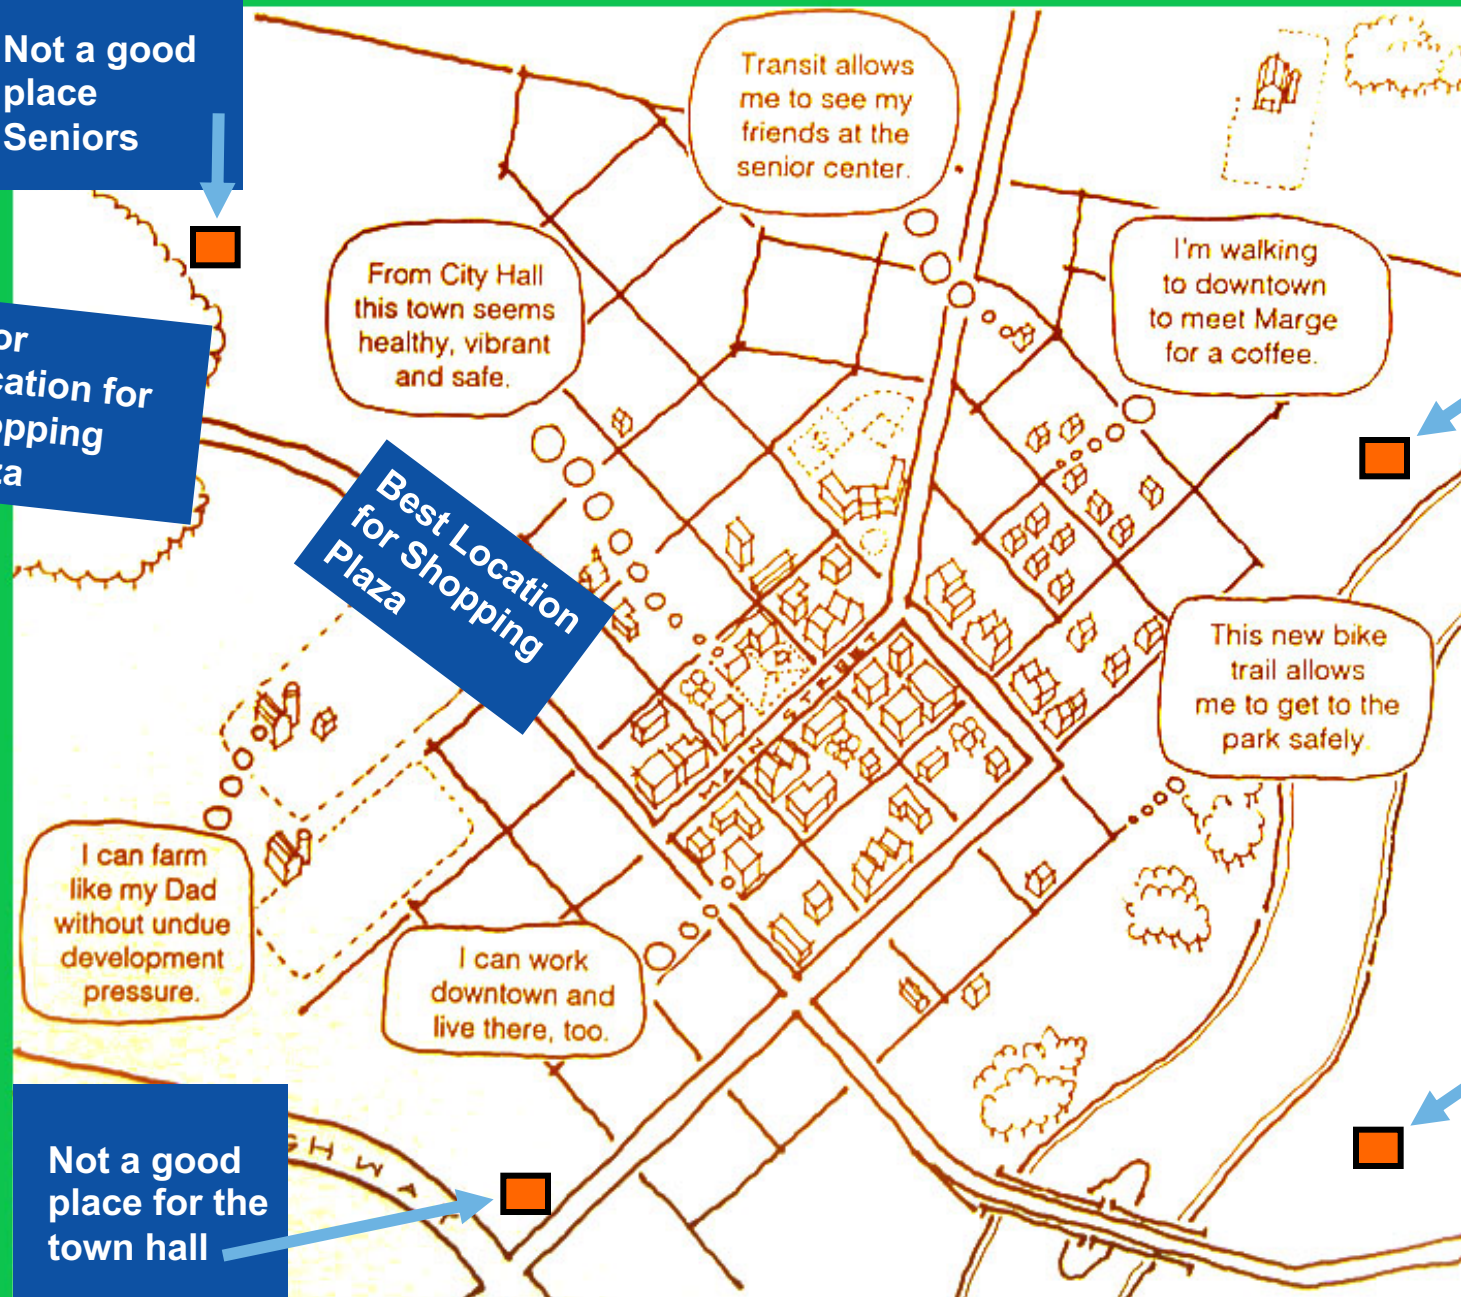 Not a good
place
Seniors
Transit allows
me to see my
friends at the
senior center.
From City Hall
this town seems
healthy, vibrant
and safe.
I'm walking
to downtown
to meet Marge
for a coffee.
for
opping
Best Location
for Shopping
Plaza
MAIN STREET
This new bike
trail allows
me to get to the
park safely.
I can farm
like my Dad
without undue
development
pressure.
I can work
downtown and
live there, too.
Not a good
place for the
town hall
GHWAY